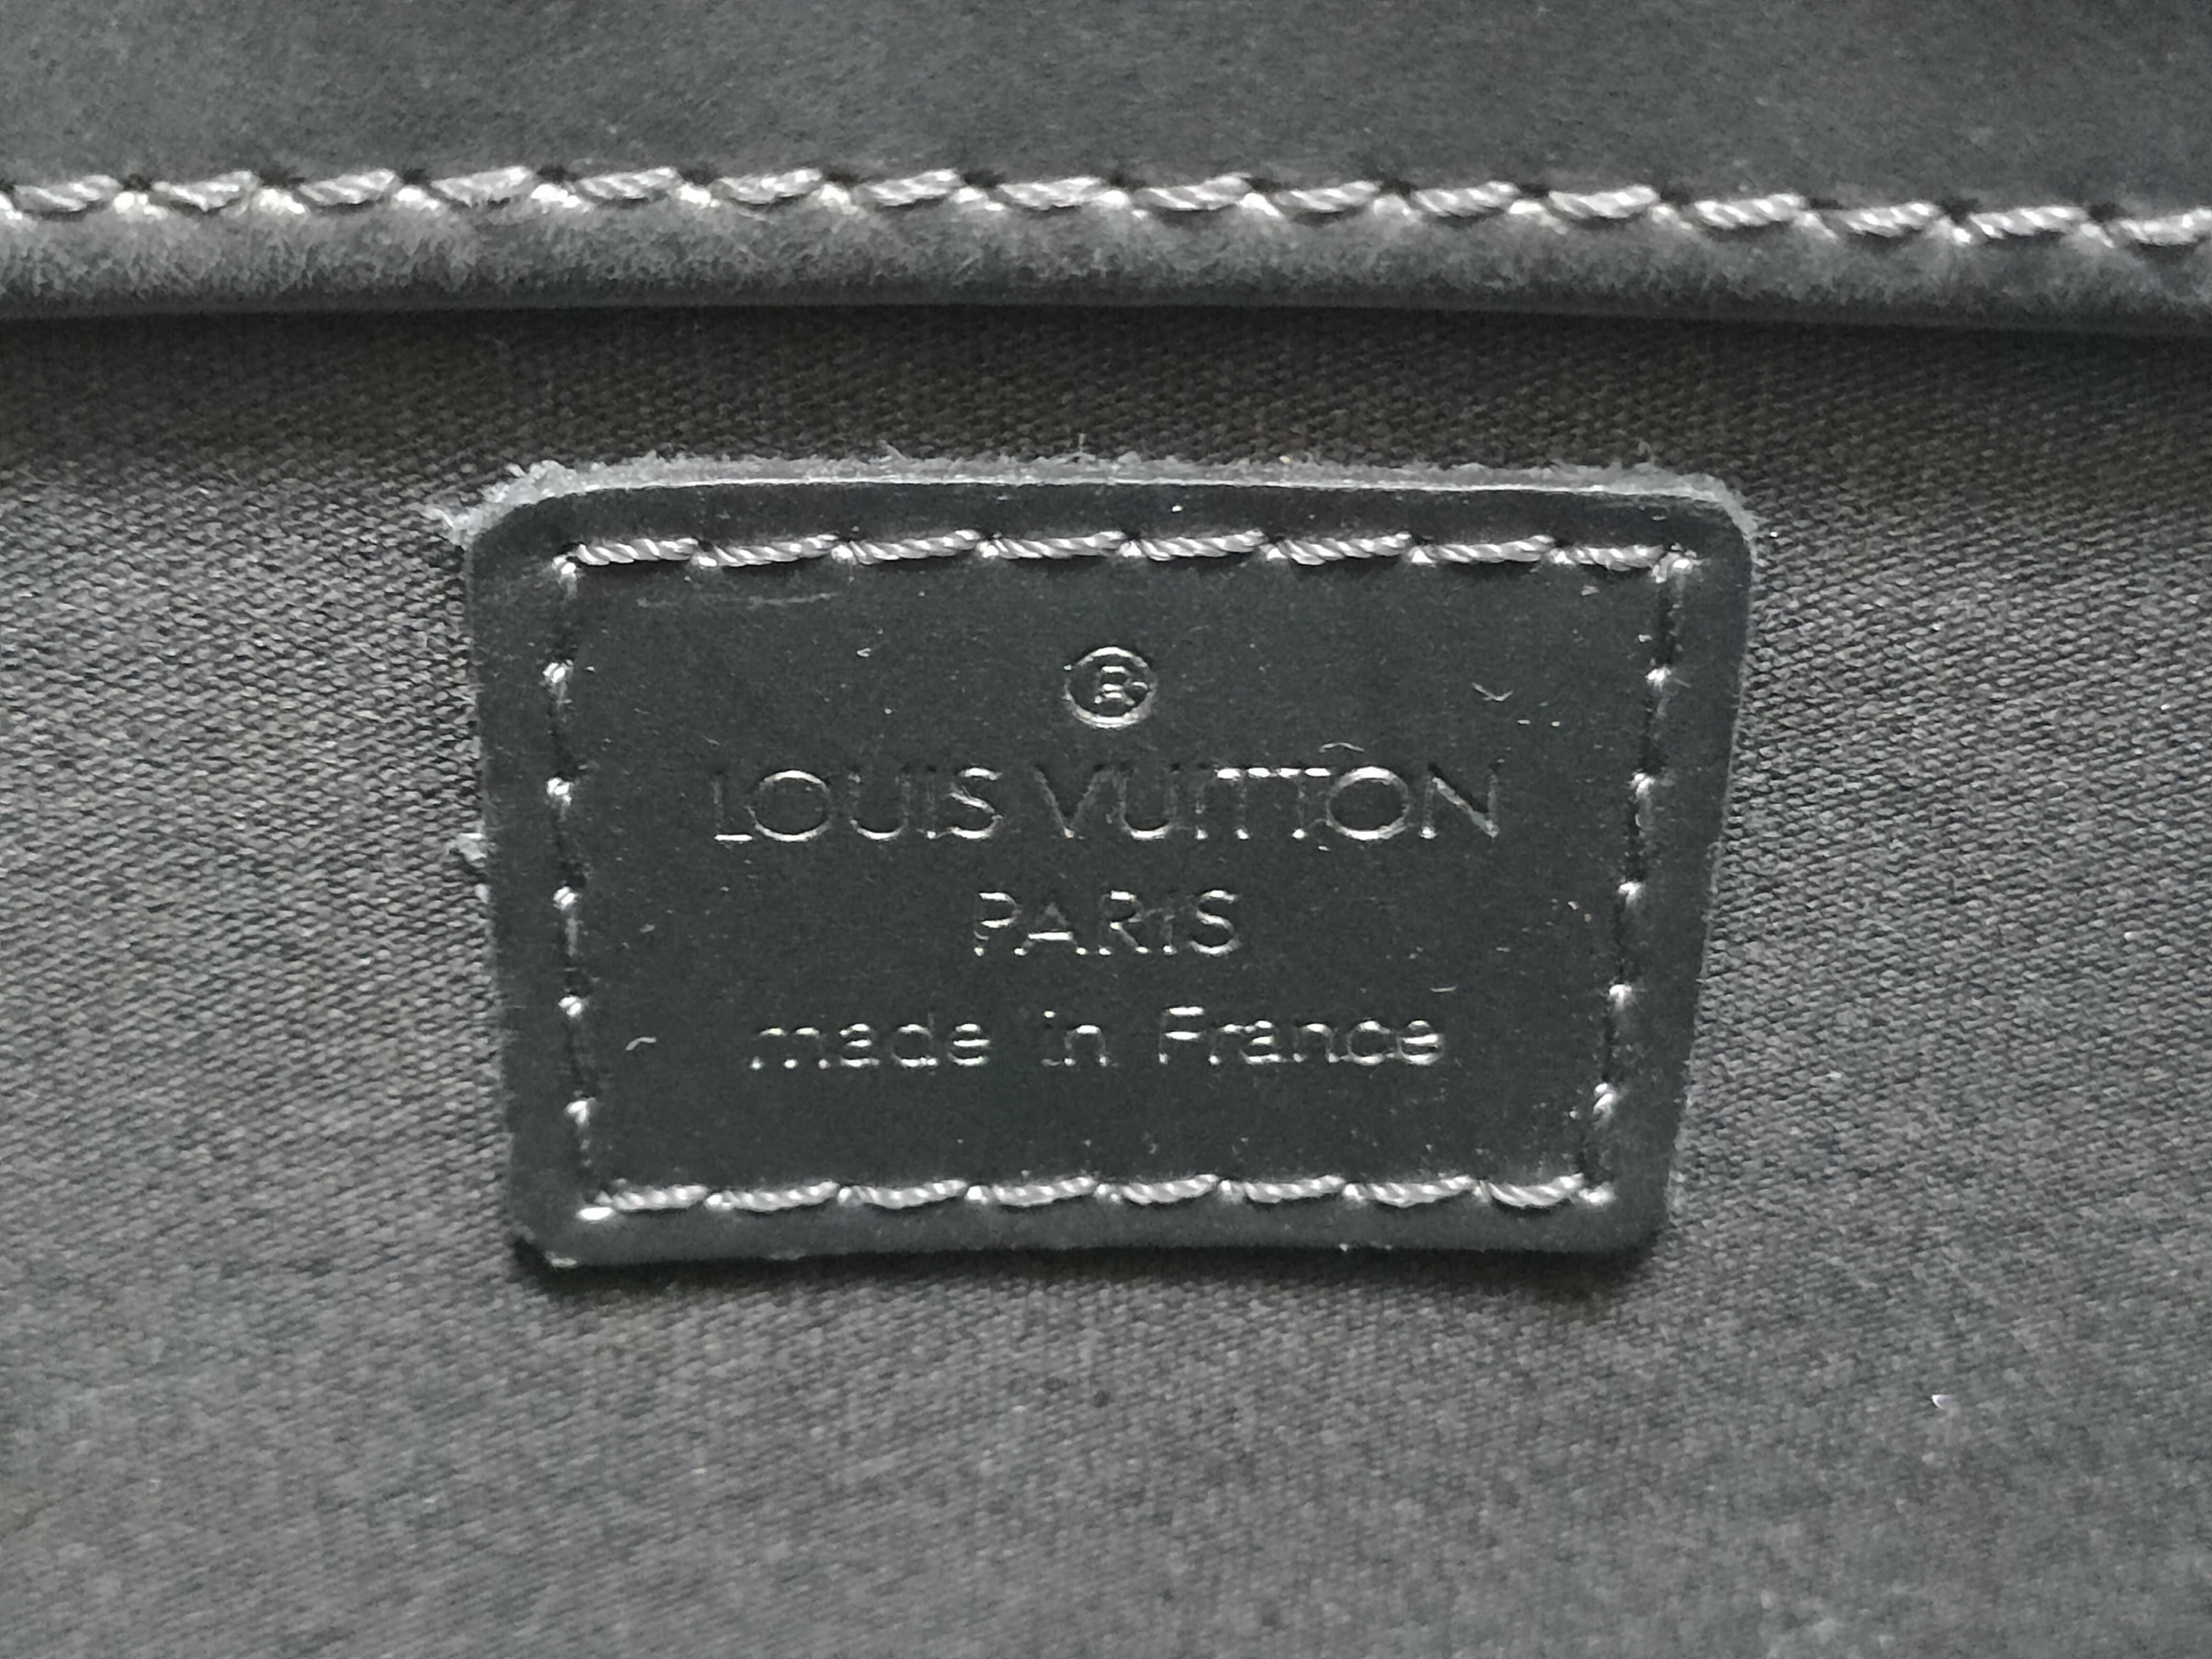 ®
LOUIS VUITTON
PARIS
made in France